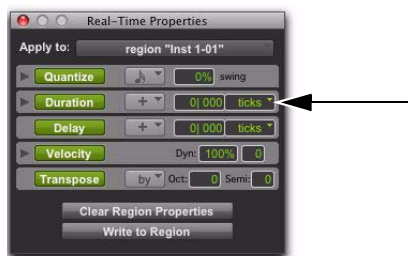 Real-Time Properties
Apply to: region "Inst 1-01"
Quantize 0% swing
Duration + 0| 000 ticks
Delay + 0| 000 ticks
Velocity Dyn: 100% 0
Transpose by Oct: 0 Semi: 0
Clear Region Properties
Write to Region